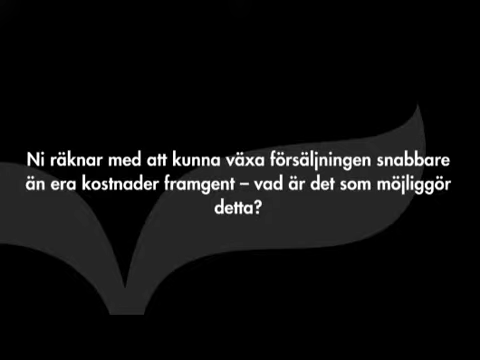 Ni räknar med att kunna växa försäljningen snabbare
än era kostnader framgent – vad är det som möjliggör
detta?